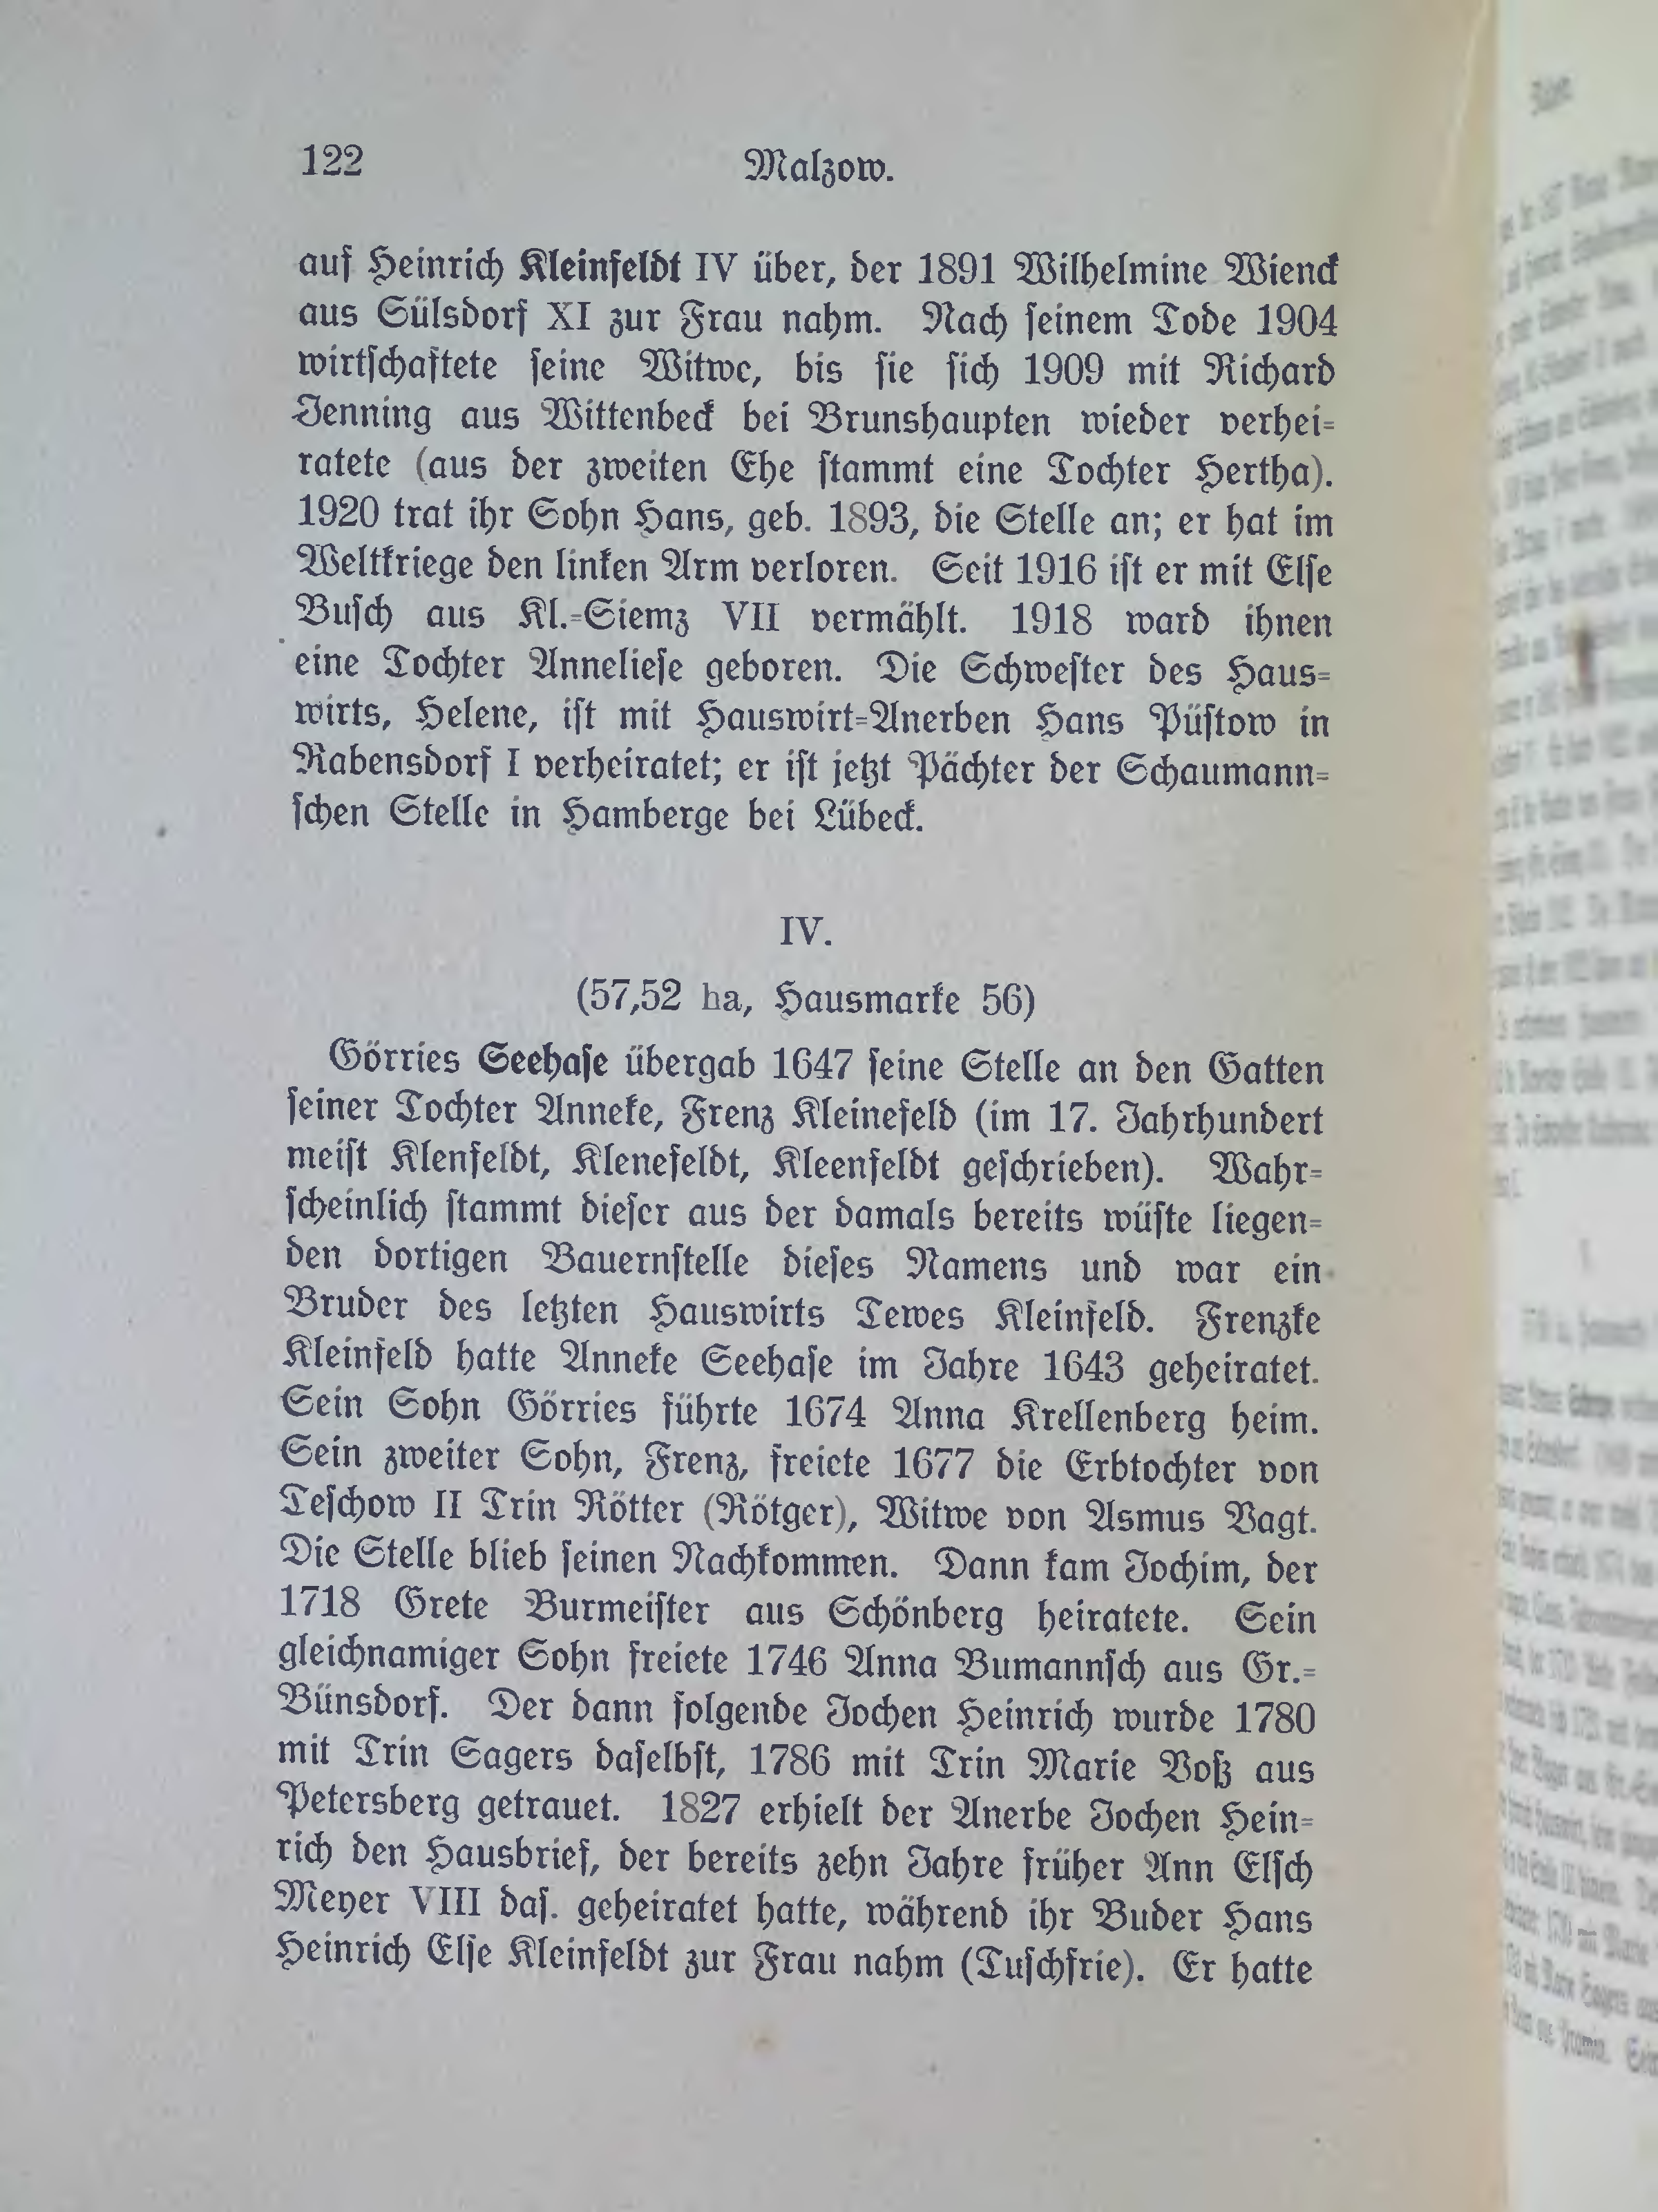 122
Malzow.
auf Heinrich Kleinfeldt IV über, der 1891 Wilhelmine Wienck
aus Sülsdorf XI zur Frau nahm. Nach seinem Tode 1904
wirtschaftete seine Witwe, bis sie sich 1909 mit Richard
Jenning aus Wittenbeck bei Brunshaupten wieder verhei-
ratete (aus der zweiten Ehe stammt eine Tochter Hertha).
1920 trat ihr Sohn Hans, geb. 1893, die Stelle an; er hat im
Weltkriege den linken Arm verloren. Seit 1916 ist er mit Else
Busch aus Kl.-Siemz VII vermählt. 1918 ward ihnen
eine Tochter Anneliese geboren. Die Schwester des Haus-
wirts, Helene, ist mit Hauswirt-Anerben Hans Püstow in
Rabensdorf I verheiratet; er ist jetzt Pächter der Schaumann-
schen Stelle in Hamberge bei Lübeck.
IV.
(57,52 ha, Hausmarke 56)
Görries Seehase übergab 1647 seine Stelle an den Gatten
seiner Tochter Anneke, Frenz Kleinefeld (im 17. Jahrhundert
meist Klenfeldt, Klenefeldt, Kleenfeldt geschrieben). Wahr-
scheinlich stammt dieser aus der damals bereits wüste liegen-
den dortigen Bauernstelle dieses Namens und war ein
Bruder des letzten Hauswirts Tewes Kleinfeld. Frenzke
Kleinfeld hatte Anneke Seehase im Jahre 1643 geheiratet.
Sein Sohn Görries führte 1674 Anna Krellenberg heim.
Sein zweiter Sohn, Frenz, freiete 1677 die Erbtochter von
Teschow II Trin Rötter (Rötger), Witwe von Asmus Vagt.
Die Stelle blieb seinen Nachkommen. Dann kam Jochim, der
1718 Grete Burmeister aus Schönberg heiratete. Sein
gleichnamiger Sohn freiete 1746 Anna Bumannsch aus Gr.-
Bünsdorf. Der dann folgende Jochen Heinrich wurde 1780
mit Trin Sagers daselbst, 1786 mit Trin Marie Voß aus
Petersberg getrauet. 1827 erhielt der Anerbe Jochen Hein-
rich den Hausbrief, der bereits zehn Jahre früher Ann Elsch
Meyer VIII das. geheiratet hatte, während ihr Buder Hans
Heinrich Else Kleinfeldt zur Frau nahm (Tuschfrie). Er hatte